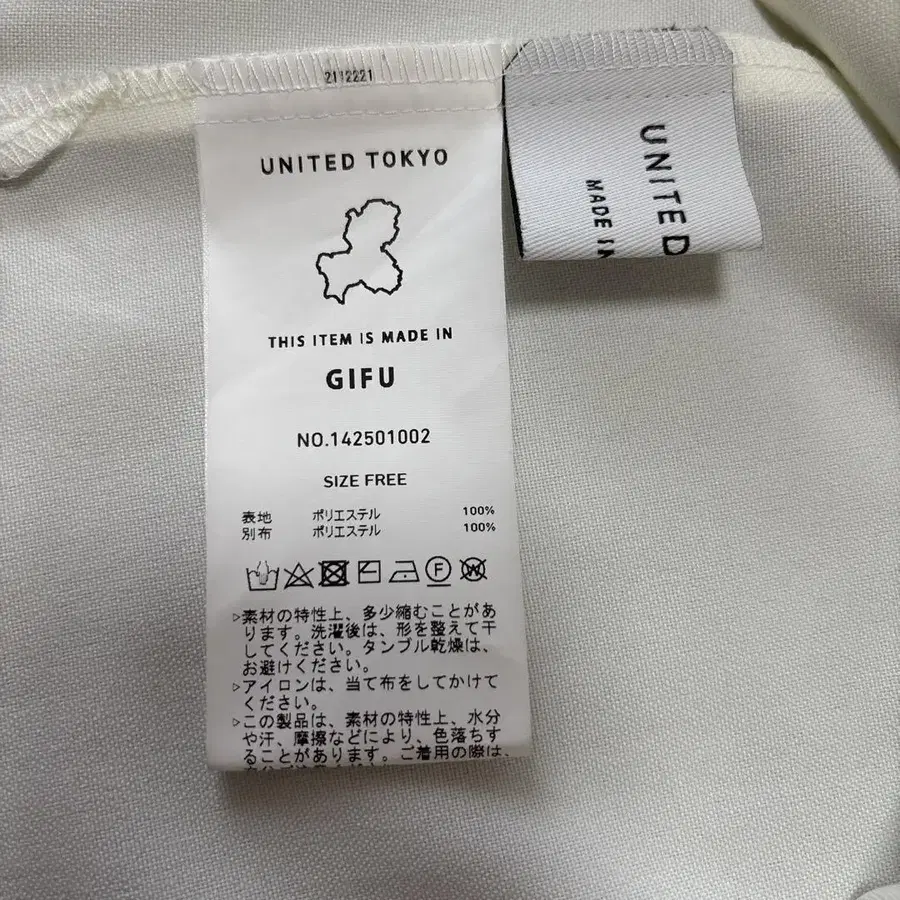 2112221
UNITED TOKYO
THIS ITEM IS MADE IN
GIFU
NO.142501002
SIZE FREE
表地 ポリエステル 100%
別布 ポリエステル 100%
F
W
▷素材の特性上、多少縮むことがあ
ります。洗濯後は、形を整えて干
してください。タンブル乾燥は、
お避けください。
▷アイロンは、当て布をしてかけて
ください。
▷この製品は、素材の特性上、水分
や汗、摩擦などにより、色落ちす
ることがあります。ご着用の際は、
UNITED
MADE IN